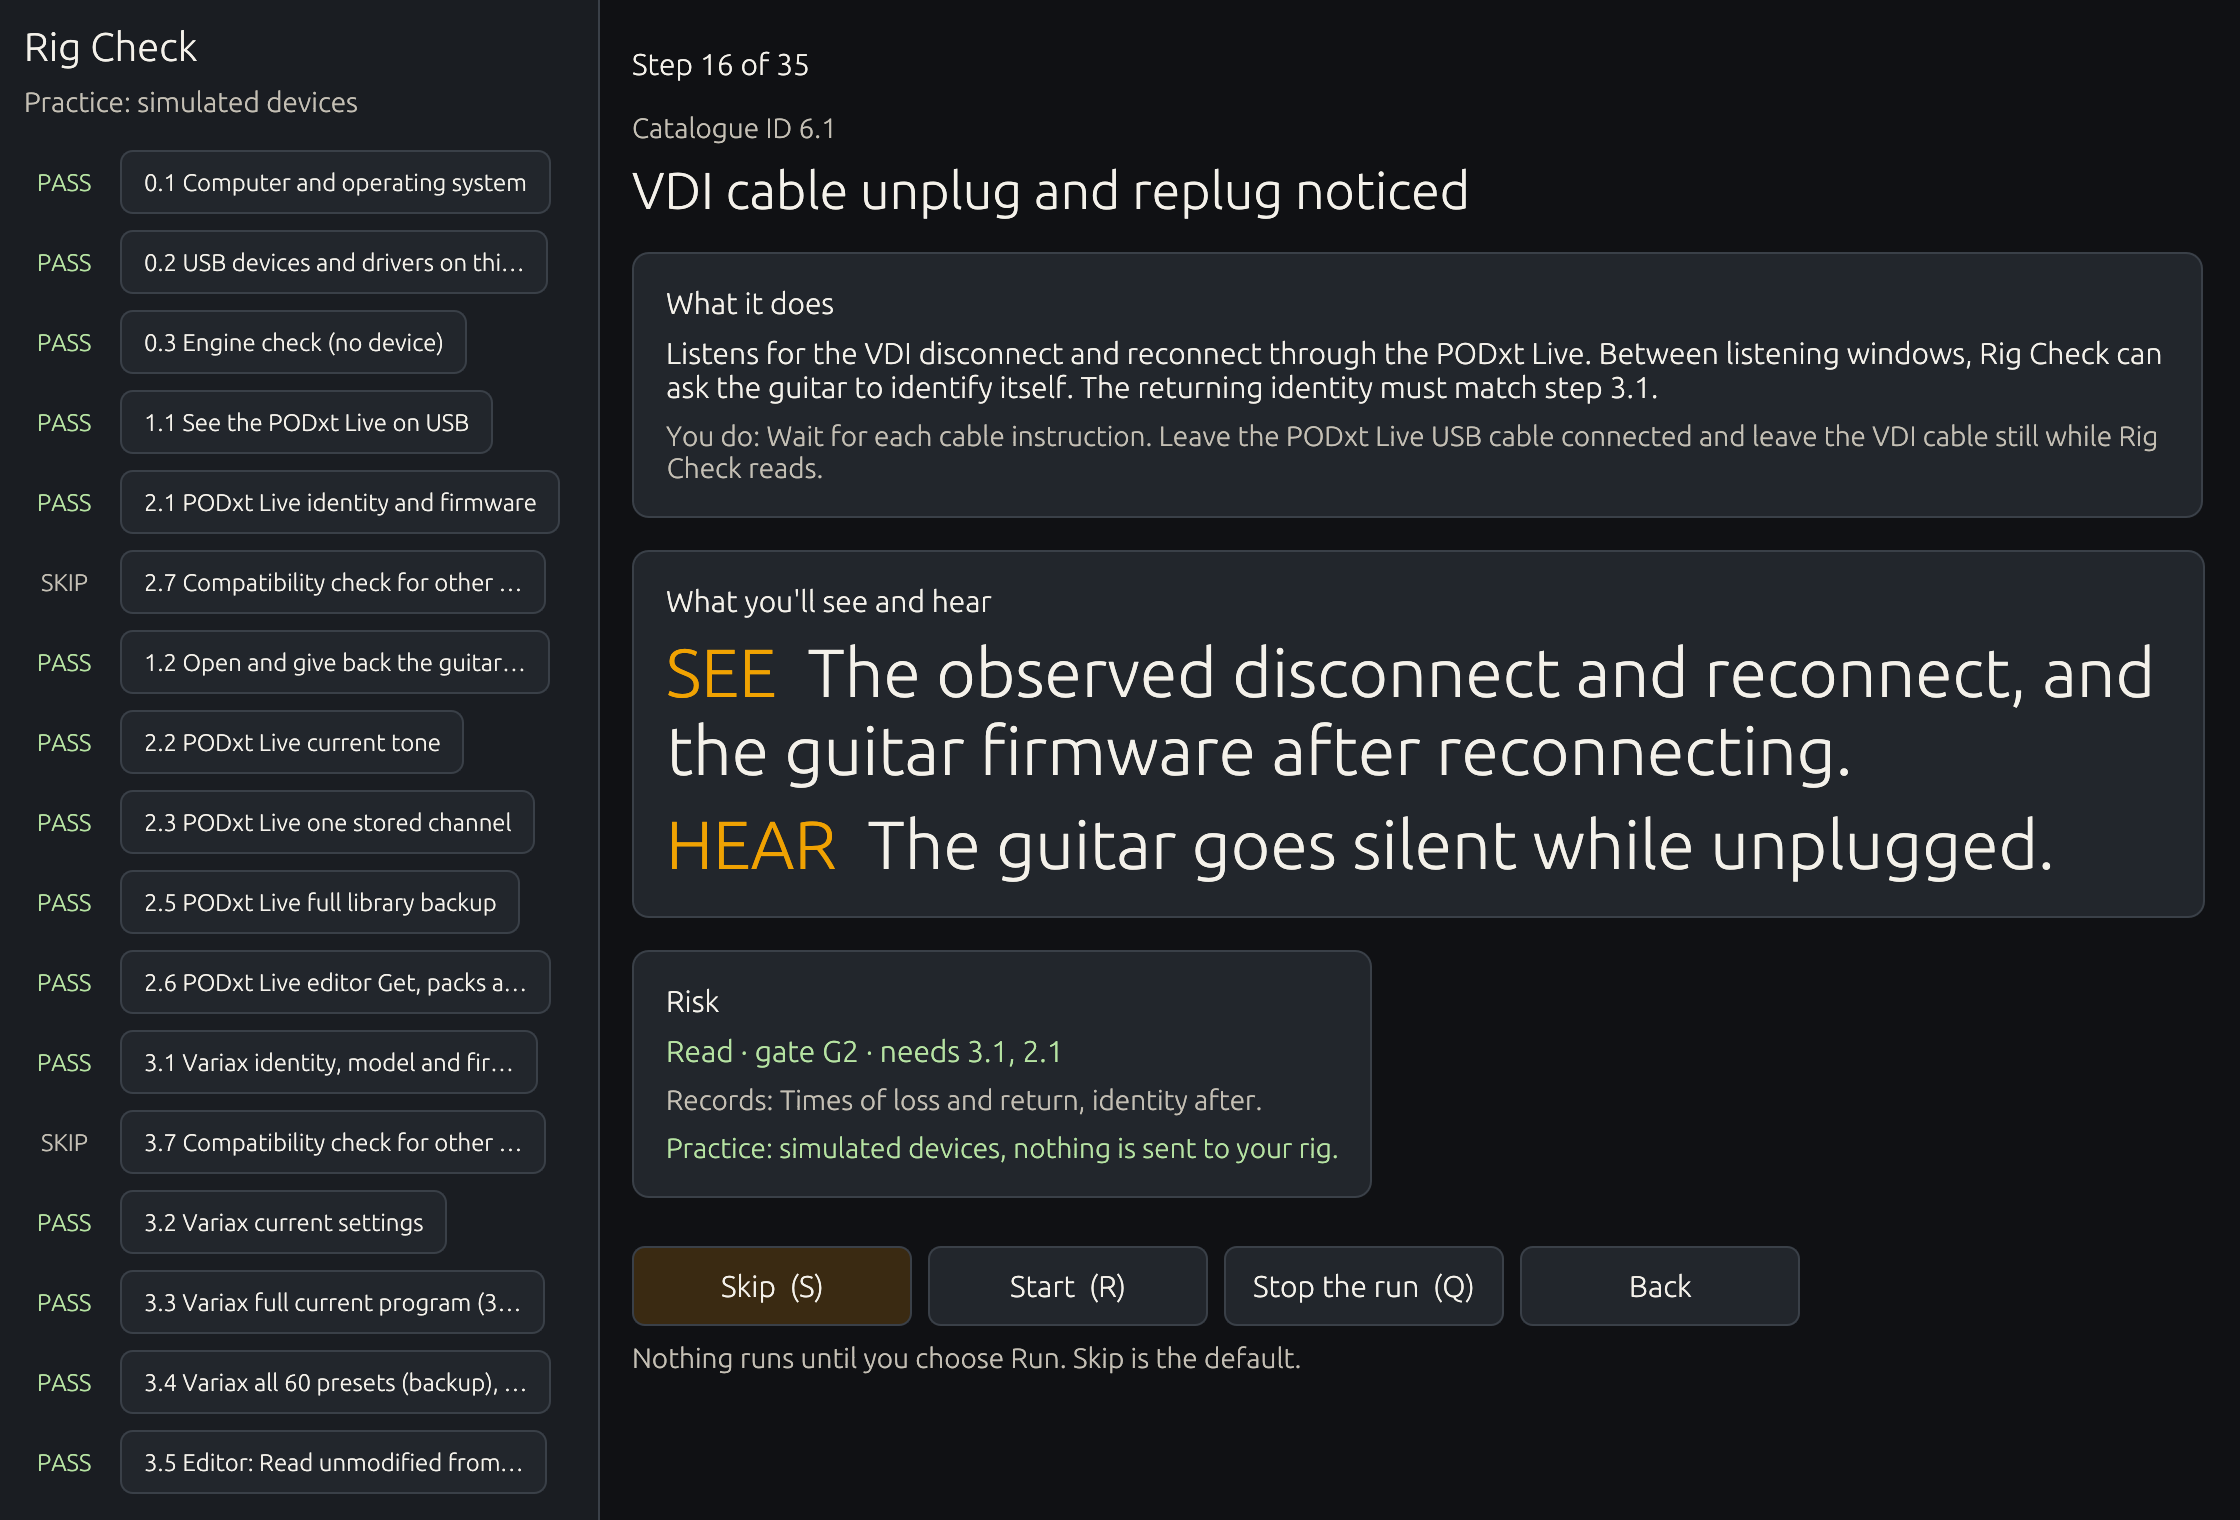 Rig Check
Practice: simulated devices
PASS 0.1 Computer and operating system
PASS 0.2 USB devices and drivers on thi...
PASS 0.3 Engine check (no device)
PASS 1.1 See the PODxt Live on USB
PASS 2.1 PODxt Live identity and firmware
SKIP 2.7 Compatibility check for other ...
PASS 1.2 Open and give back the guitar...
PASS 2.2 PODxt Live current tone
PASS 2.3 PODxt Live one stored channel
PASS 2.5 PODxt Live full library backup
PASS 2.6 PODxt Live editor Get, packs a...
PASS 3.1 Variax identity, model and fir...
SKIP 3.7 Compatibility check for other ...
PASS 3.2 Variax current settings
PASS 3.3 Variax full current program (3...
PASS 3.4 Variax all 60 presets (backup), ...
PASS 3.5 Editor: Read unmodified from...
Step 16 of 35
Catalogue ID 6.1
VDI cable unplug and replug noticed
What it does
Listens for the VDI disconnect and reconnect through the PODxt Live. Between listening windows, Rig Check can
ask the guitar to identify itself. The returning identity must match step 3.1.
You do: Wait for each cable instruction. Leave the PODxt Live USB cable connected and leave the VDI cable still while Rig
Check reads.
What you'll see and hear
SEE The observed disconnect and reconnect, and
the guitar firmware after reconnecting.
HEAR The guitar goes silent while unplugged.
Risk
Read · gate G2 · needs 3.1, 2.1
Records: Times of loss and return, identity after.
Practice: simulated devices, nothing is sent to your rig.
Skip (S) Start (R) Stop the run (Q) Back
Nothing runs until you choose Run. Skip is the default.